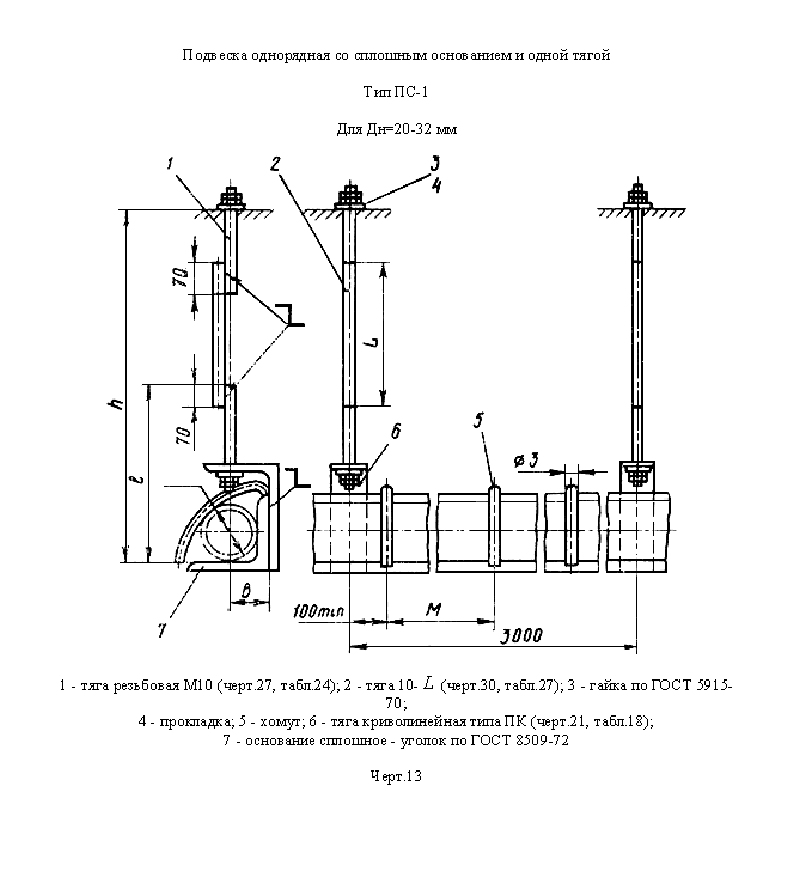 Подвеска однорядная со сплошным основанием и одной тягой
Тип ПС-1
Для Дн=20-32 мм
1
2
3
4
70
h
L
70
ℓ
6
5
ø3
7
В
100min
М
3000
1 - тяга резьбовая М10 (черт.27, табл.24); 2 - тяга 10- L (черт.30, табл.27); 3 - гайка по ГОСТ 5915-
70;
4 - прокладка; 5 - хомут; 6 - тяга криволинейная типа ПК (черт.21, табл.18);
7 - основание сплошное - уголок по ГОСТ 8509-72
Черт.13